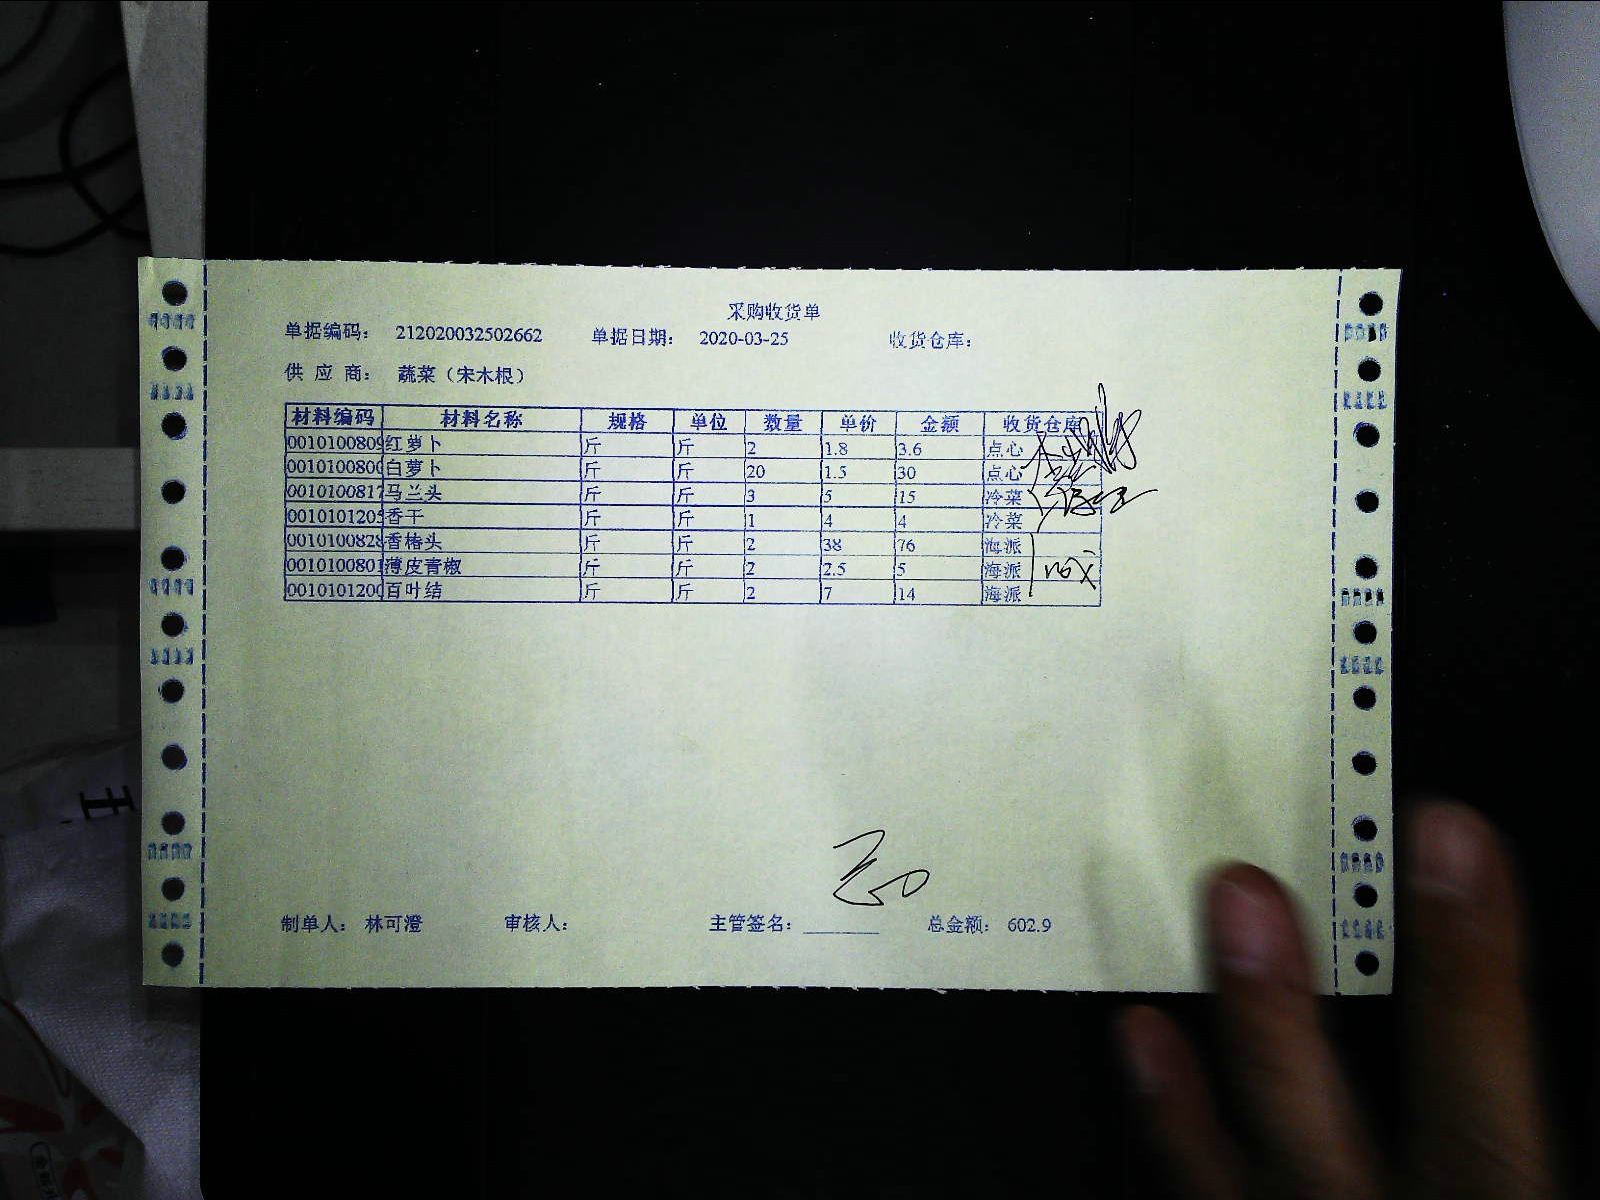 采购收货单
单据编码： 212020032502662 单据日期： 2020-03-25 收货仓库：
供 应 商： 蔬菜（宋木根）
材料编码 材料名称 规格 单位 数量 单价 金额 收货仓库
0010100809 红萝卜 斤 斤 2 1.8 3.6 点心
0010100800 白萝卜 斤 斤 20 1.5 30 点心
0010100817 马兰头 斤 斤 3 5 15 冷菜
0010101205 香干 斤 斤 1 4 4 冷菜
0010100828 香椿头 斤 斤 2 38 76 海派
0010100801 薄皮青椒 斤 斤 2 2.5 5 海派
0010101200 百叶结 斤 斤 2 7 14 海派
制单人： 林可澄 审核人： 主管签名： 总金额： 602.9